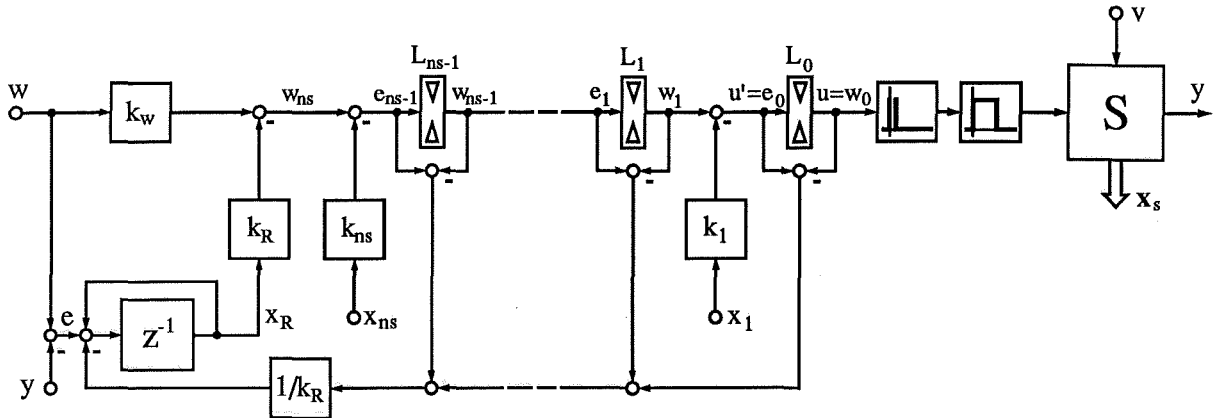 v
L_{ns-1}
L_1
L_0
w
k_w
w_{ns}
e_{ns-1}
w_{ns-1}
e_1
w_1
u'=e_0
u=w_0
S
y
-
-
-
-
-
-
x_s
k_R
k_{ns}
k_1
e
z^{-1}
x_R
x_{ns}
x_1
-
-
y
1/k_R